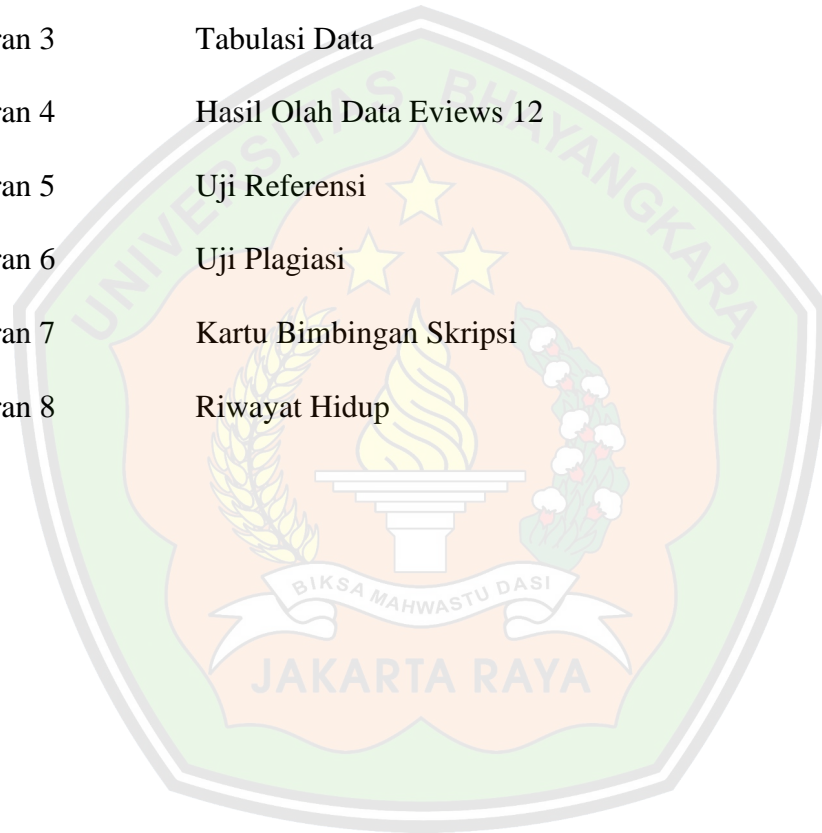 ran 3 Tabulasi Data
ran 4 Hasil Olah Data Eviews 12
ran 5 Uji Referensi
ran 6 Uji Plagiasi
ran 7 Kartu Bimbingan Skripsi
ran 8 Riwayat Hidup
UNIVERSITAS BHAYANGKARA
BIKSA MAHWASTU DASI
JAKARTA RAYA